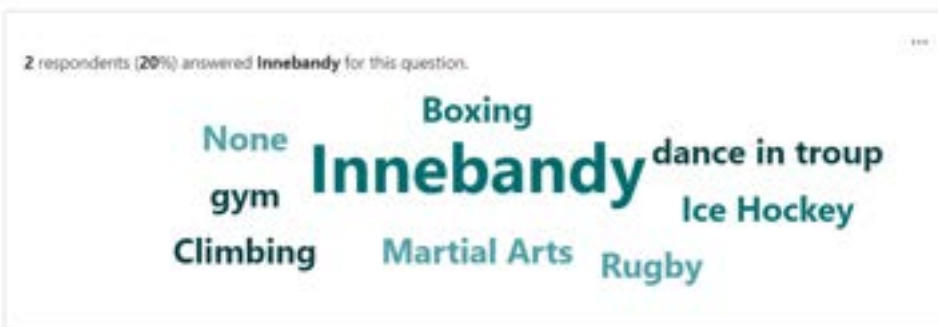 2 respondents (20%) answered Innebandy for this question.
Boxing
None
Innebandy
dance in troup
gym
Ice Hockey
Climbing
Martial Arts
Rugby